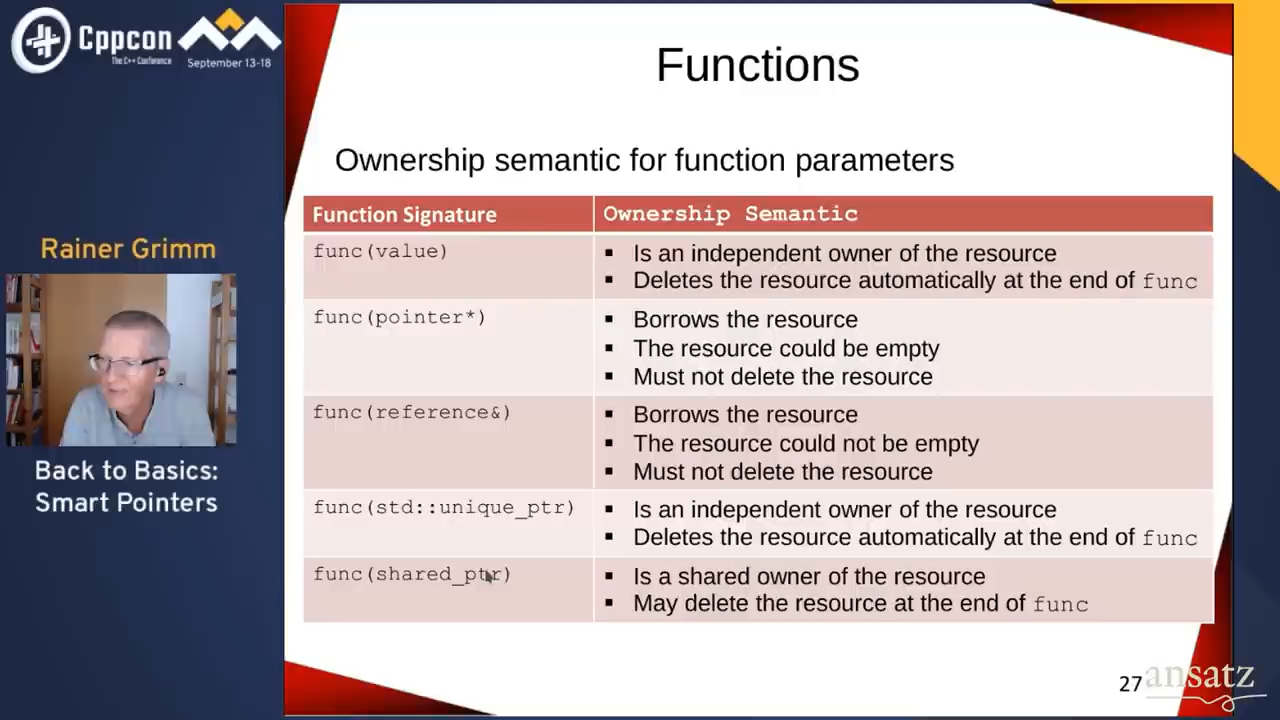 Cppcon
The C++ Conference
September 13-18
Rainer Grimm
Back to Basics:
Smart Pointers
Functions
Ownership semantic for function parameters
Function Signature
Ownership Semantic
func(value)
▪ Is an independent owner of the resource
▪ Deletes the resource automatically at the end of func
func(pointer*)
▪ Borrows the resource
▪ The resource could be empty
▪ Must not delete the resource
func(reference&)
▪ Borrows the resource
▪ The resource could not be empty
▪ Must not delete the resource
func(std::unique_ptr)
▪ Is an independent owner of the resource
▪ Deletes the resource automatically at the end of func
func(shared_ptr)
▪ Is a shared owner of the resource
▪ May delete the resource at the end of func
27
ansatz